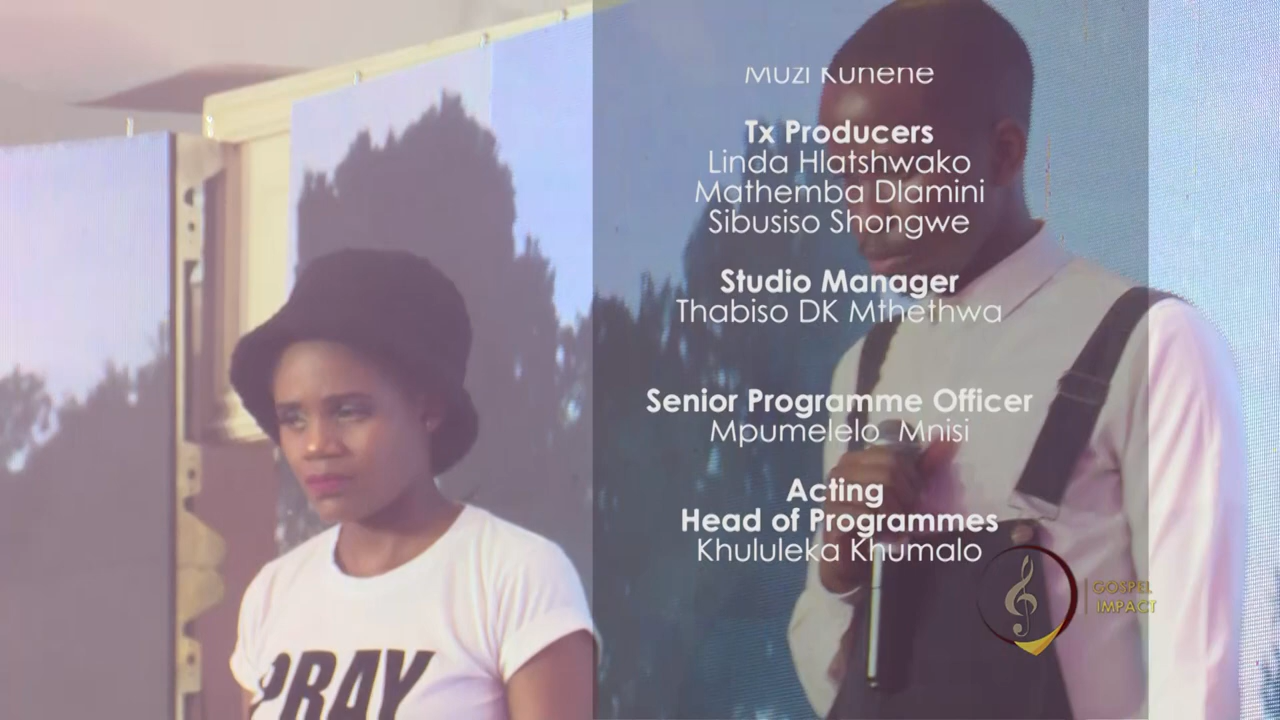 Muzi Kunene
Tx Producers
Linda Hlatshwako
Mathemba Dlamini
Sibusiso Shongwe
Studio Manager
Thabiso DK Mthethwa
Senior Programme Officer
Mpumelelo Mnisi
Acting
Head of Programmes
Khululeka Khumalo
GOSPEL
IMPACT
PRAY